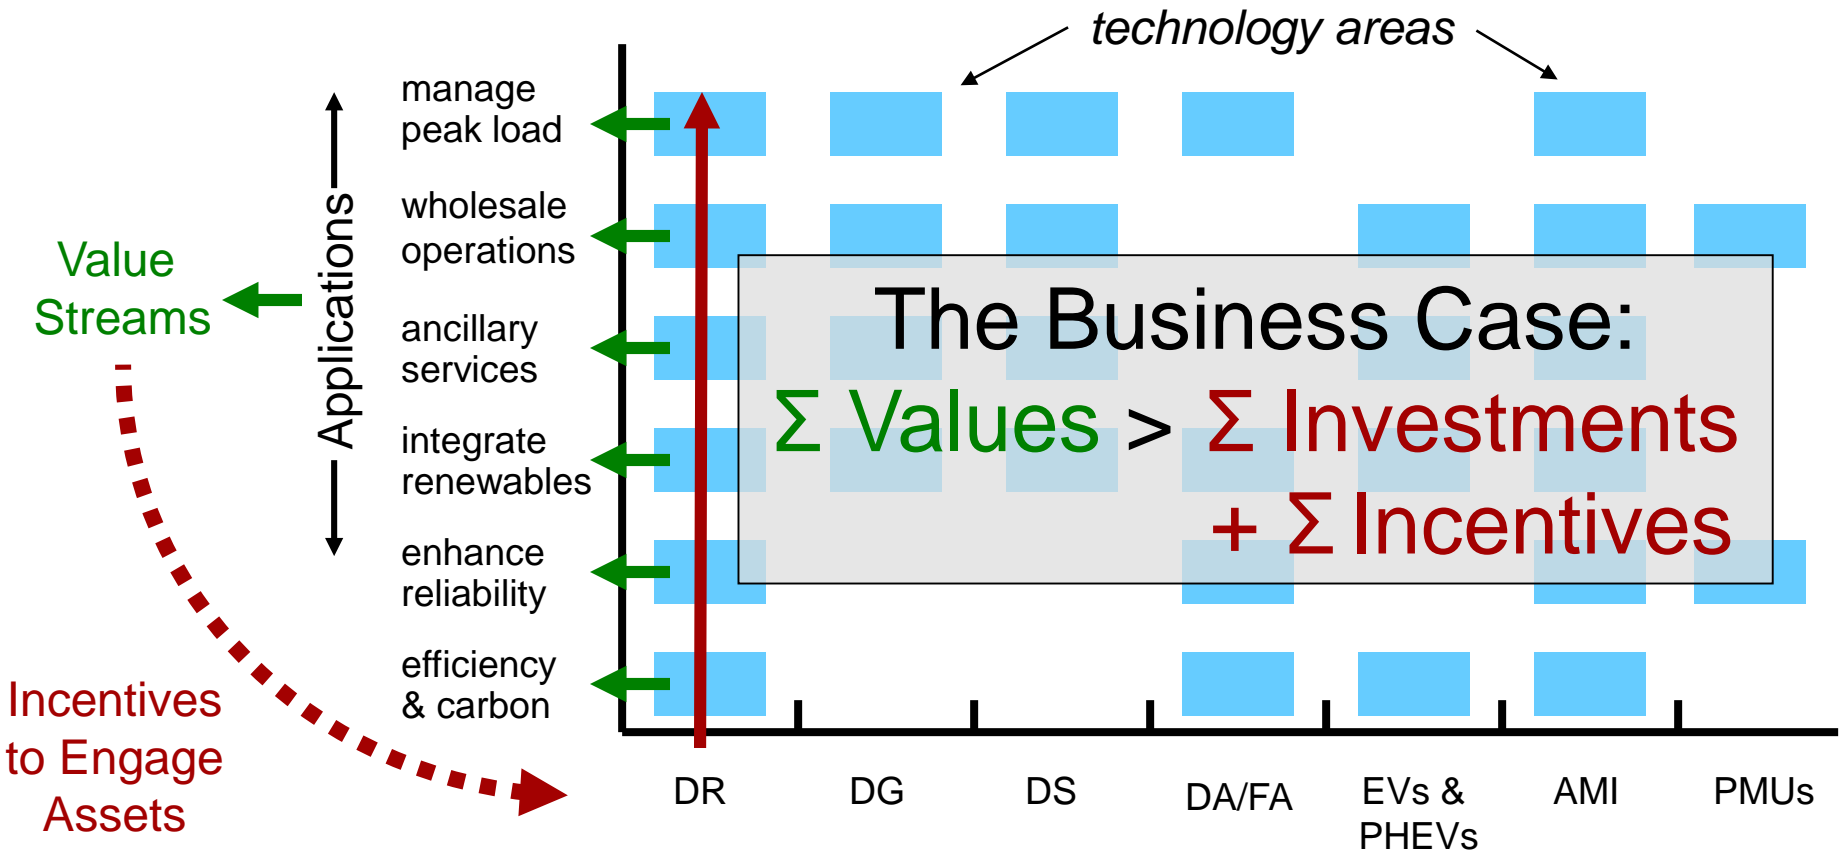 technology areas
manage
peak load
wholesale
operations
ancillary
services
integrate
renewables
enhance
reliability
efficiency
& carbon
Applications
Value
Streams
Incentives
to Engage
Assets
The Business Case:
Σ Values > Σ Investments
+ Σ Incentives
DR
DG
DS
DA/FA
EVs &
PHEVs
AMI
PMUs